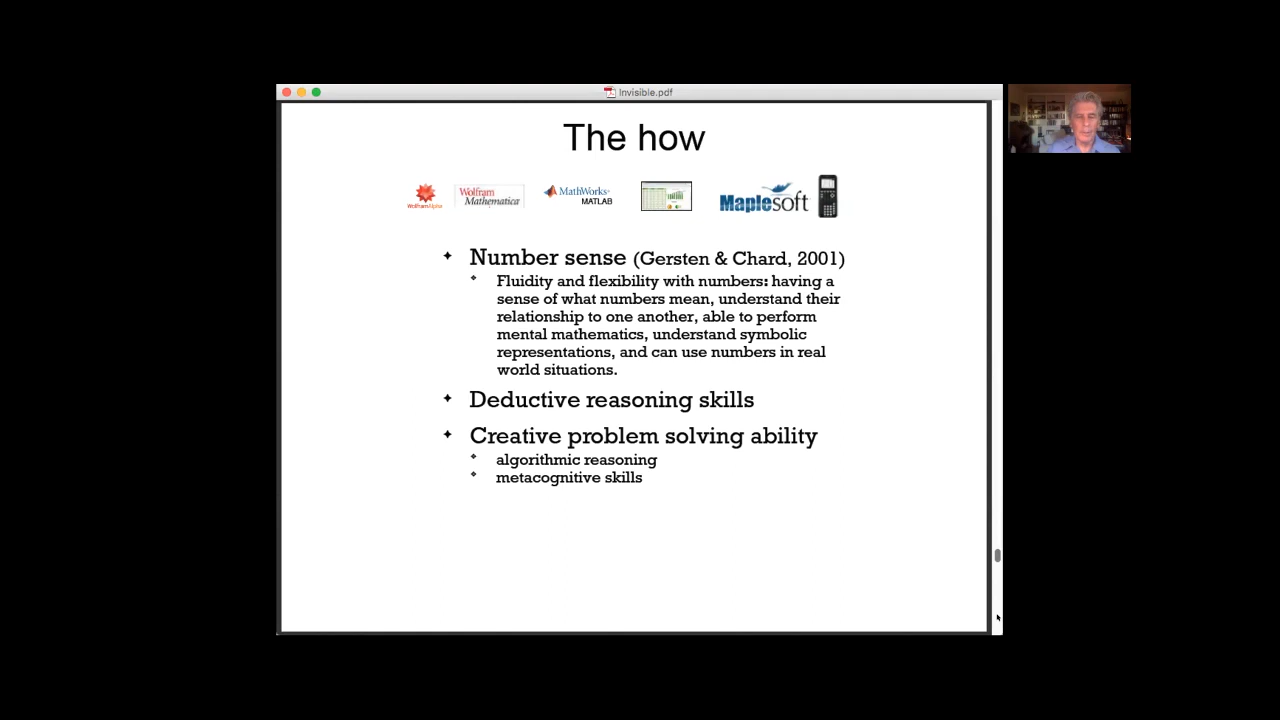 Invisible.pdf
The how
WolframAlpha
Wolfram
Mathematica
MathWorks
MATLAB
Maplesoft
Number sense (Gersten & Chard, 2001)
Fluidity and flexibility with numbers: having a
sense of what numbers mean, understand their
relationship to one another, able to perform
mental mathematics, understand symbolic
representations, and can use numbers in real
world situations.
Deductive reasoning skills
Creative problem solving ability
algorithmic reasoning
metacognitive skills